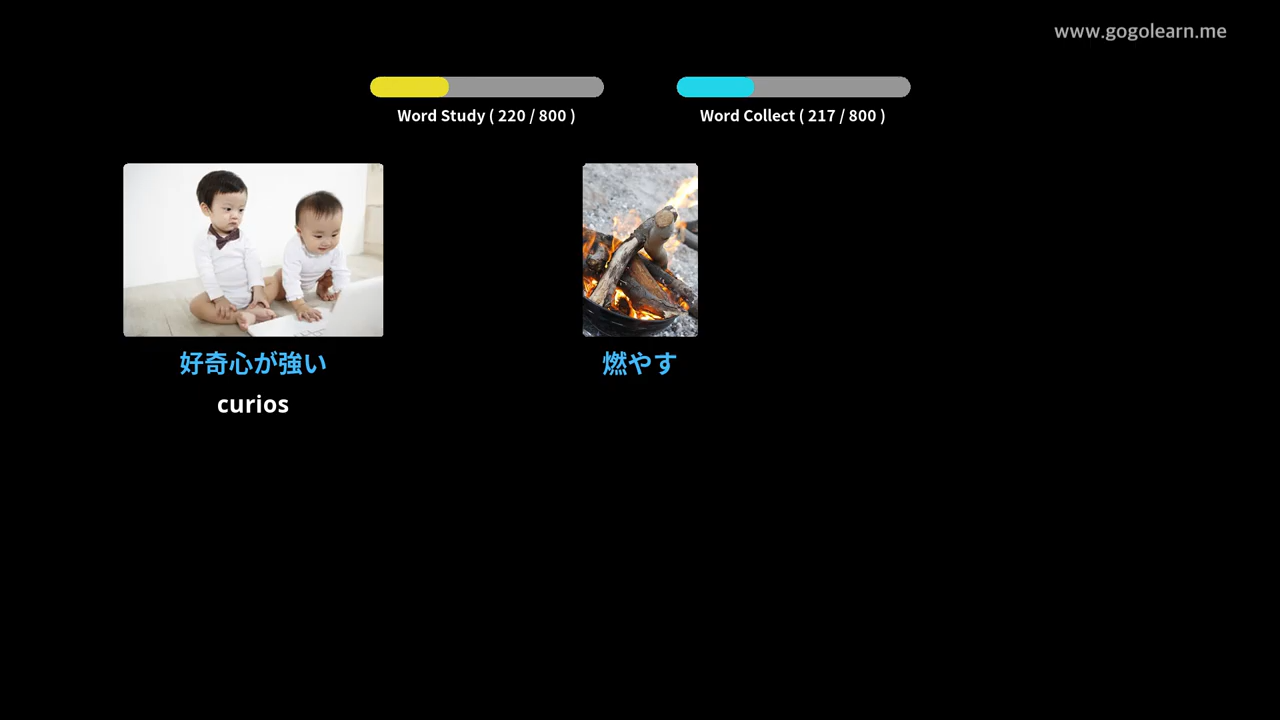 www.gogolearn.me
Word Study ( 220 / 800 )
Word Collect ( 217 / 800 )
好奇心が強い
curios
燃やす